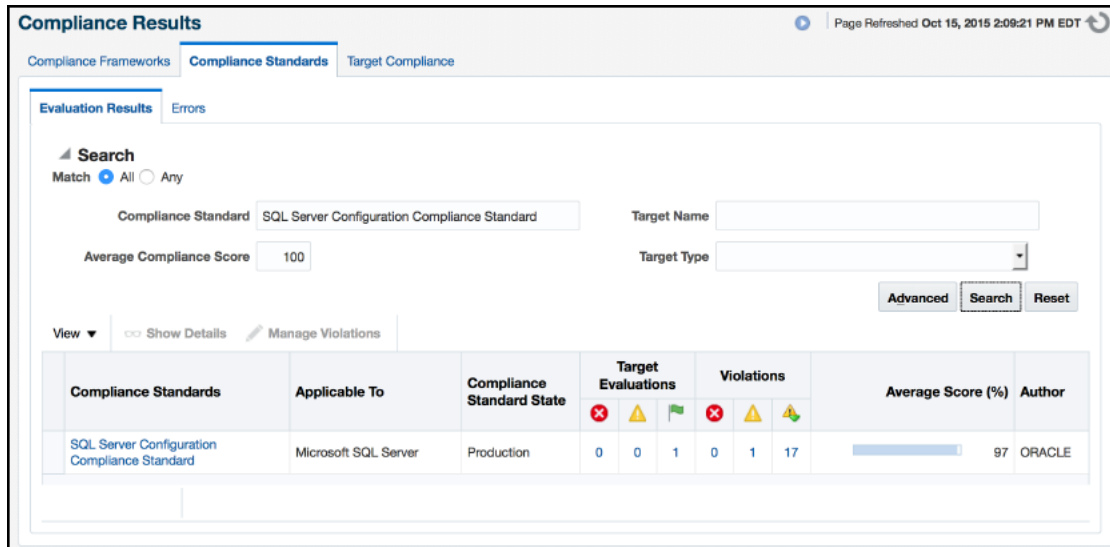 Compliance Results
Page Refreshed Oct 15, 2015 2:09:21 PM EDT
Compliance Frameworks Compliance Standards Target Compliance
Evaluation Results Errors
Search
Match All Any
Compliance Standard SQL Server Configuration Compliance Standard Target Name
Average Compliance Score 100 Target Type
Advanced Search Reset
View Show Details Manage Violations
Compliance Standards Applicable To Compliance Standard State Target Evaluations Violations Average Score (%) Author
SQL Server Configuration Compliance Standard Microsoft SQL Server Production 0 0 1 0 1 17 97 ORACLE